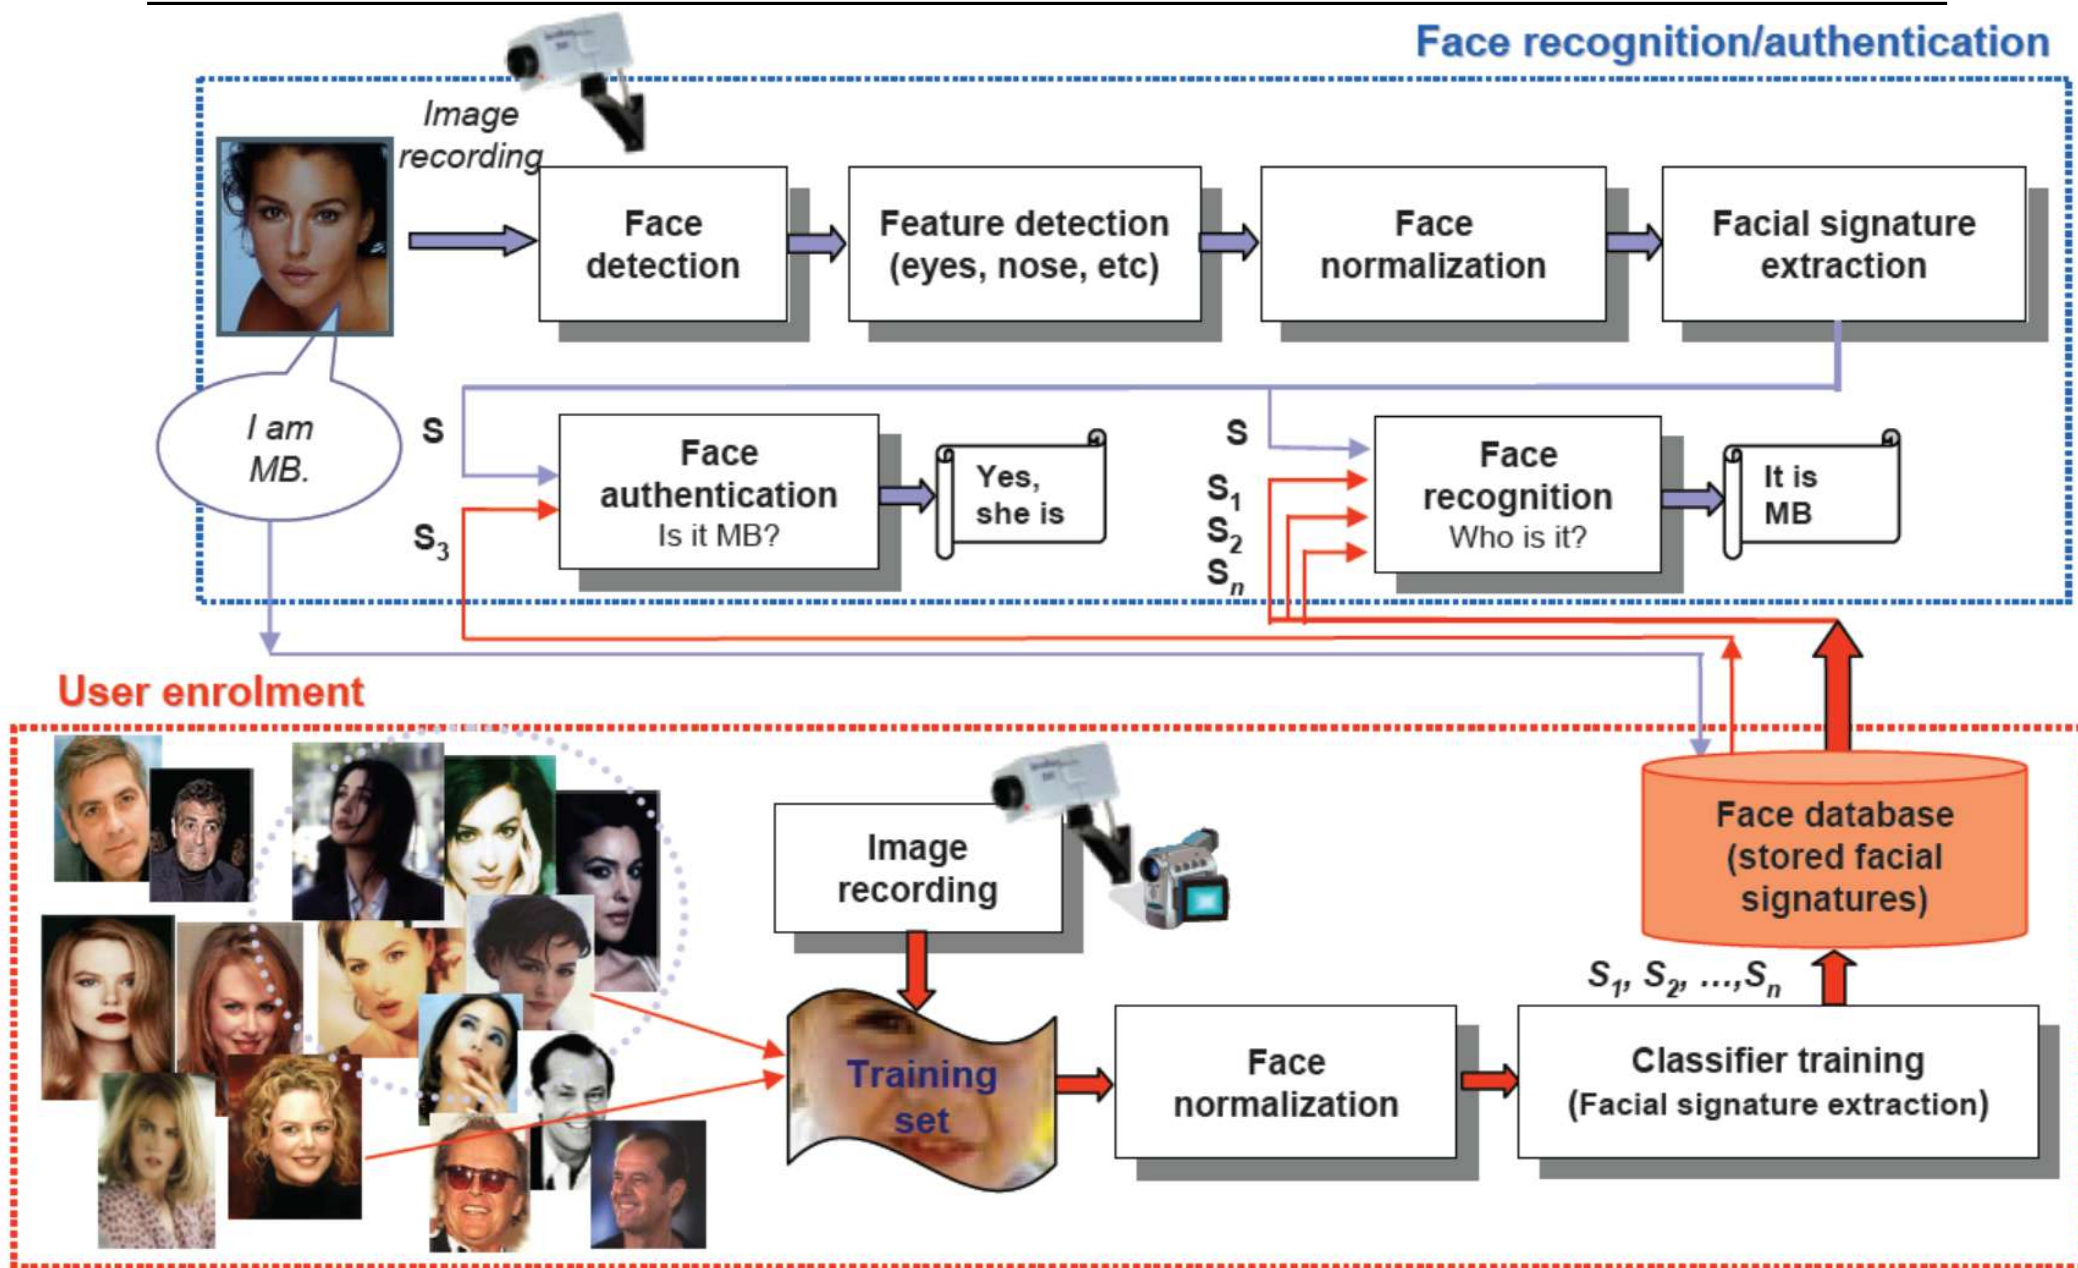 Face recognition/authentication
Image
recording
Face
detection
Feature detection
(eyes, nose, etc)
Face
normalization
Facial signature
extraction
I am
MB.
S
S₃
Face
authentication
Is it MB?
Yes,
she is
S
S₁
S₂
Sₙ
Face
recognition
Who is it?
It is
MB
User enrolment
Image
recording
Training
set
Face
normalization
Classifier training
(Facial signature extraction)
S₁, S₂, ...,Sₙ
Face database
(stored facial
signatures)